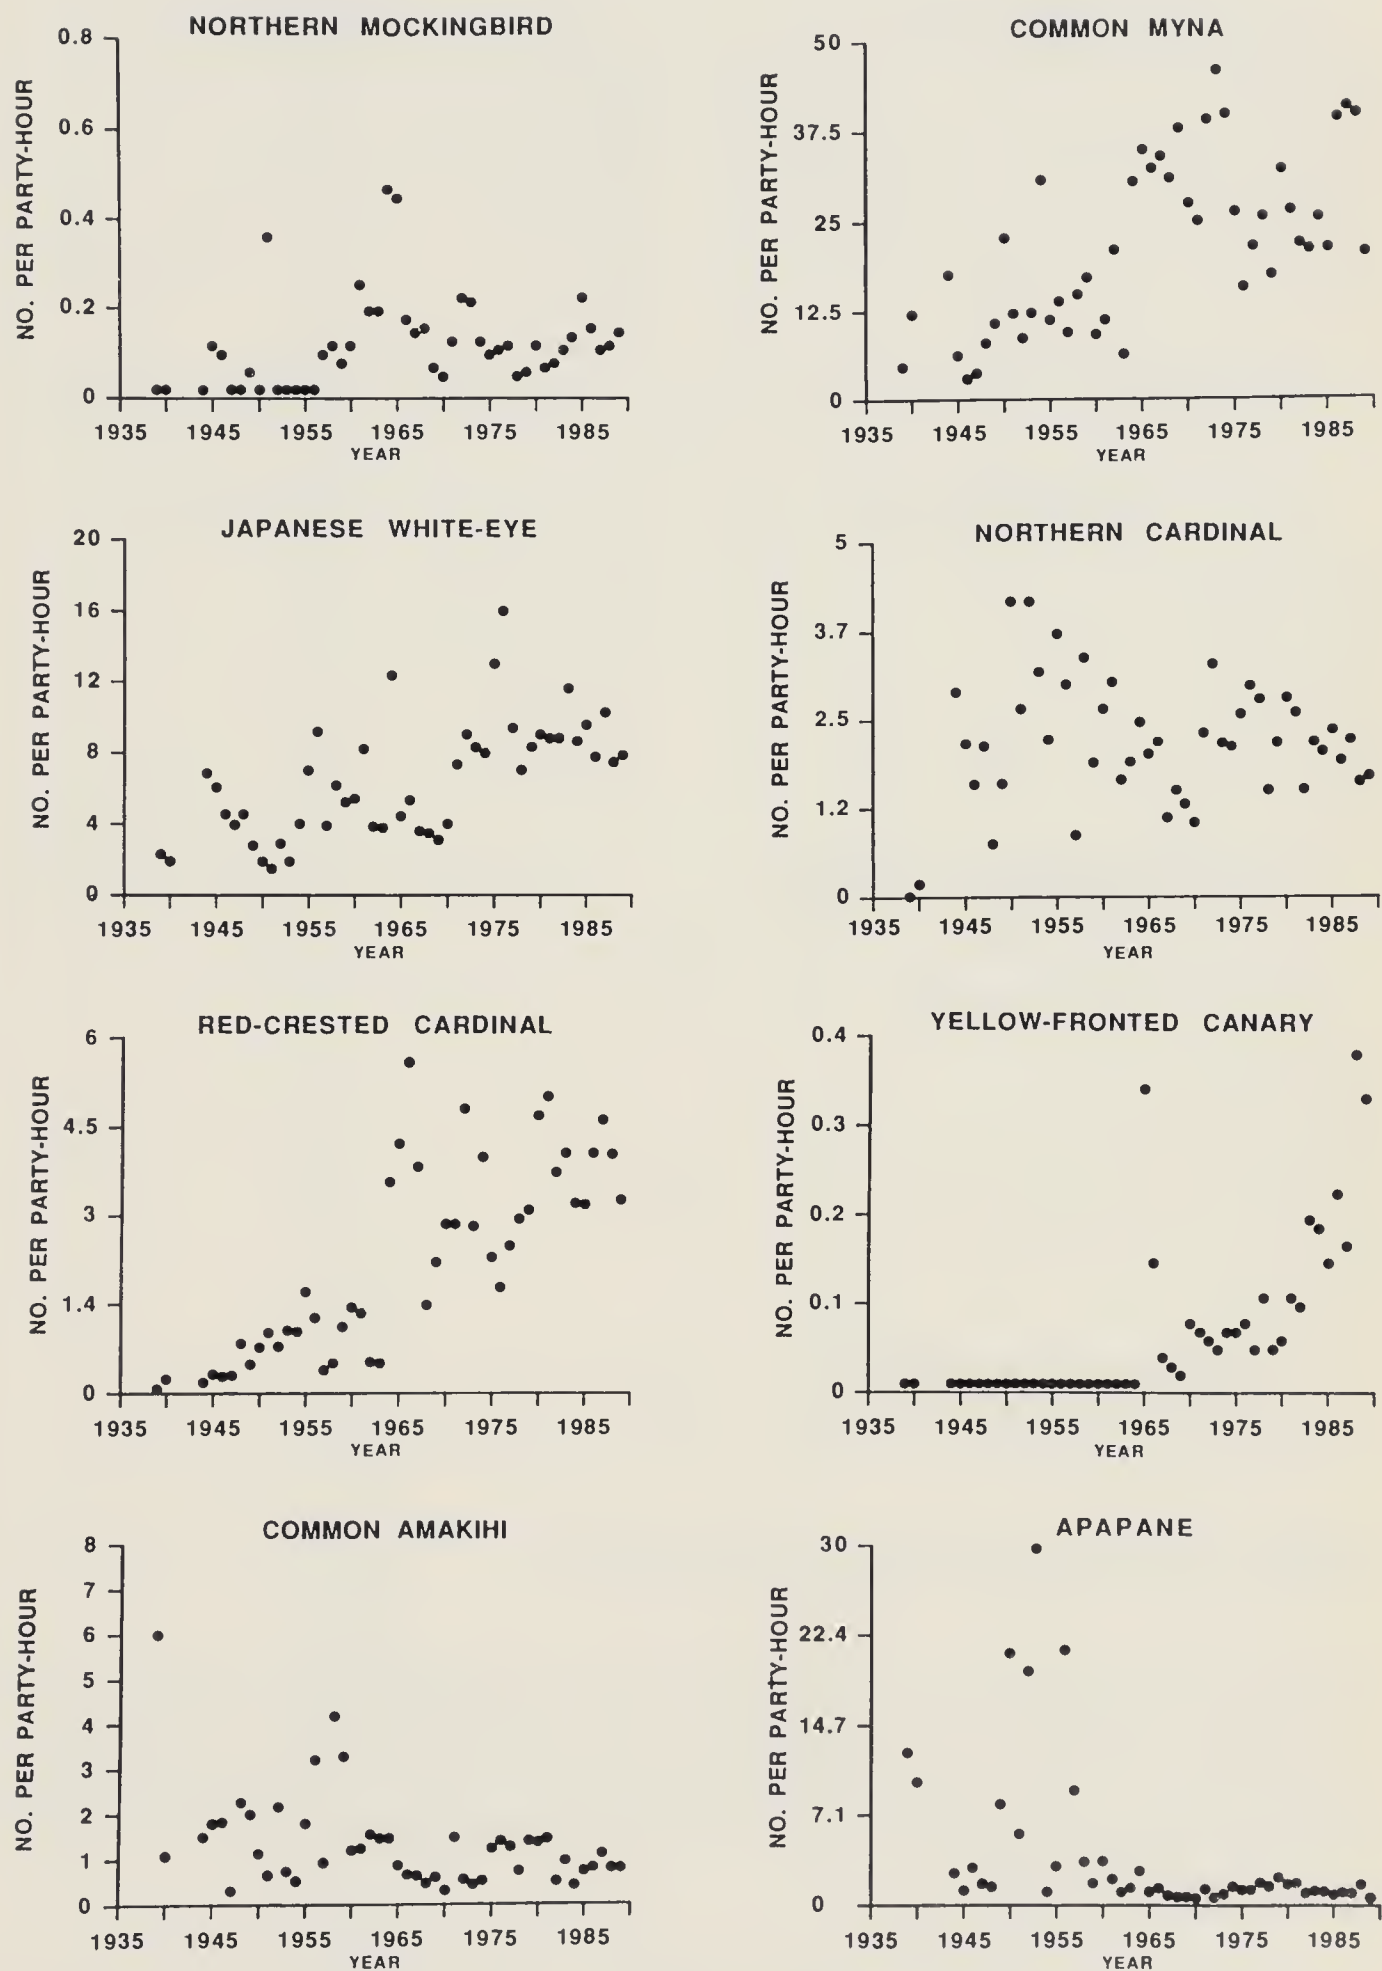 NORTHERN MOCKINGBIRD
NO. PER PARTY-HOUR
0.8
0.6
0.4
0.2
0
1935 1945 1955 1965 1975 1985
YEAR
COMMON MYNA
NO. PER PARTY-HOUR
50
37.5
25
12.5
0
1935 1945 1955 1965 1975 1985
YEAR
JAPANESE WHITE-EYE
NO. PER PARTY-HOUR
20
16
12
8
4
0
1935 1945 1955 1965 1975 1985
YEAR
NORTHERN CARDINAL
NO. PER PARTY-HOUR
5
3.7
2.5
1.2
0
1935 1945 1955 1965 1975 1985
YEAR
RED-CRESTED CARDINAL
NO. PER PARTY-HOUR
6
4.5
3
1.4
0
1935 1945 1955 1965 1975 1985
YEAR
YELLOW-FRONTED CANARY
NO. PER PARTY-HOUR
0.4
0.3
0.2
0.1
0
1935 1945 1955 1965 1975 1985
YEAR
COMMON AMAKIHI
NO. PER PARTY-HOUR
8
7
6
5
4
3
2
1
0
1935 1945 1955 1965 1975 1985
YEAR
APAPANE
NO. PER PARTY-HOUR
30
22.4
14.7
7.1
0
1935 1945 1955 1965 1975 1985
YEAR